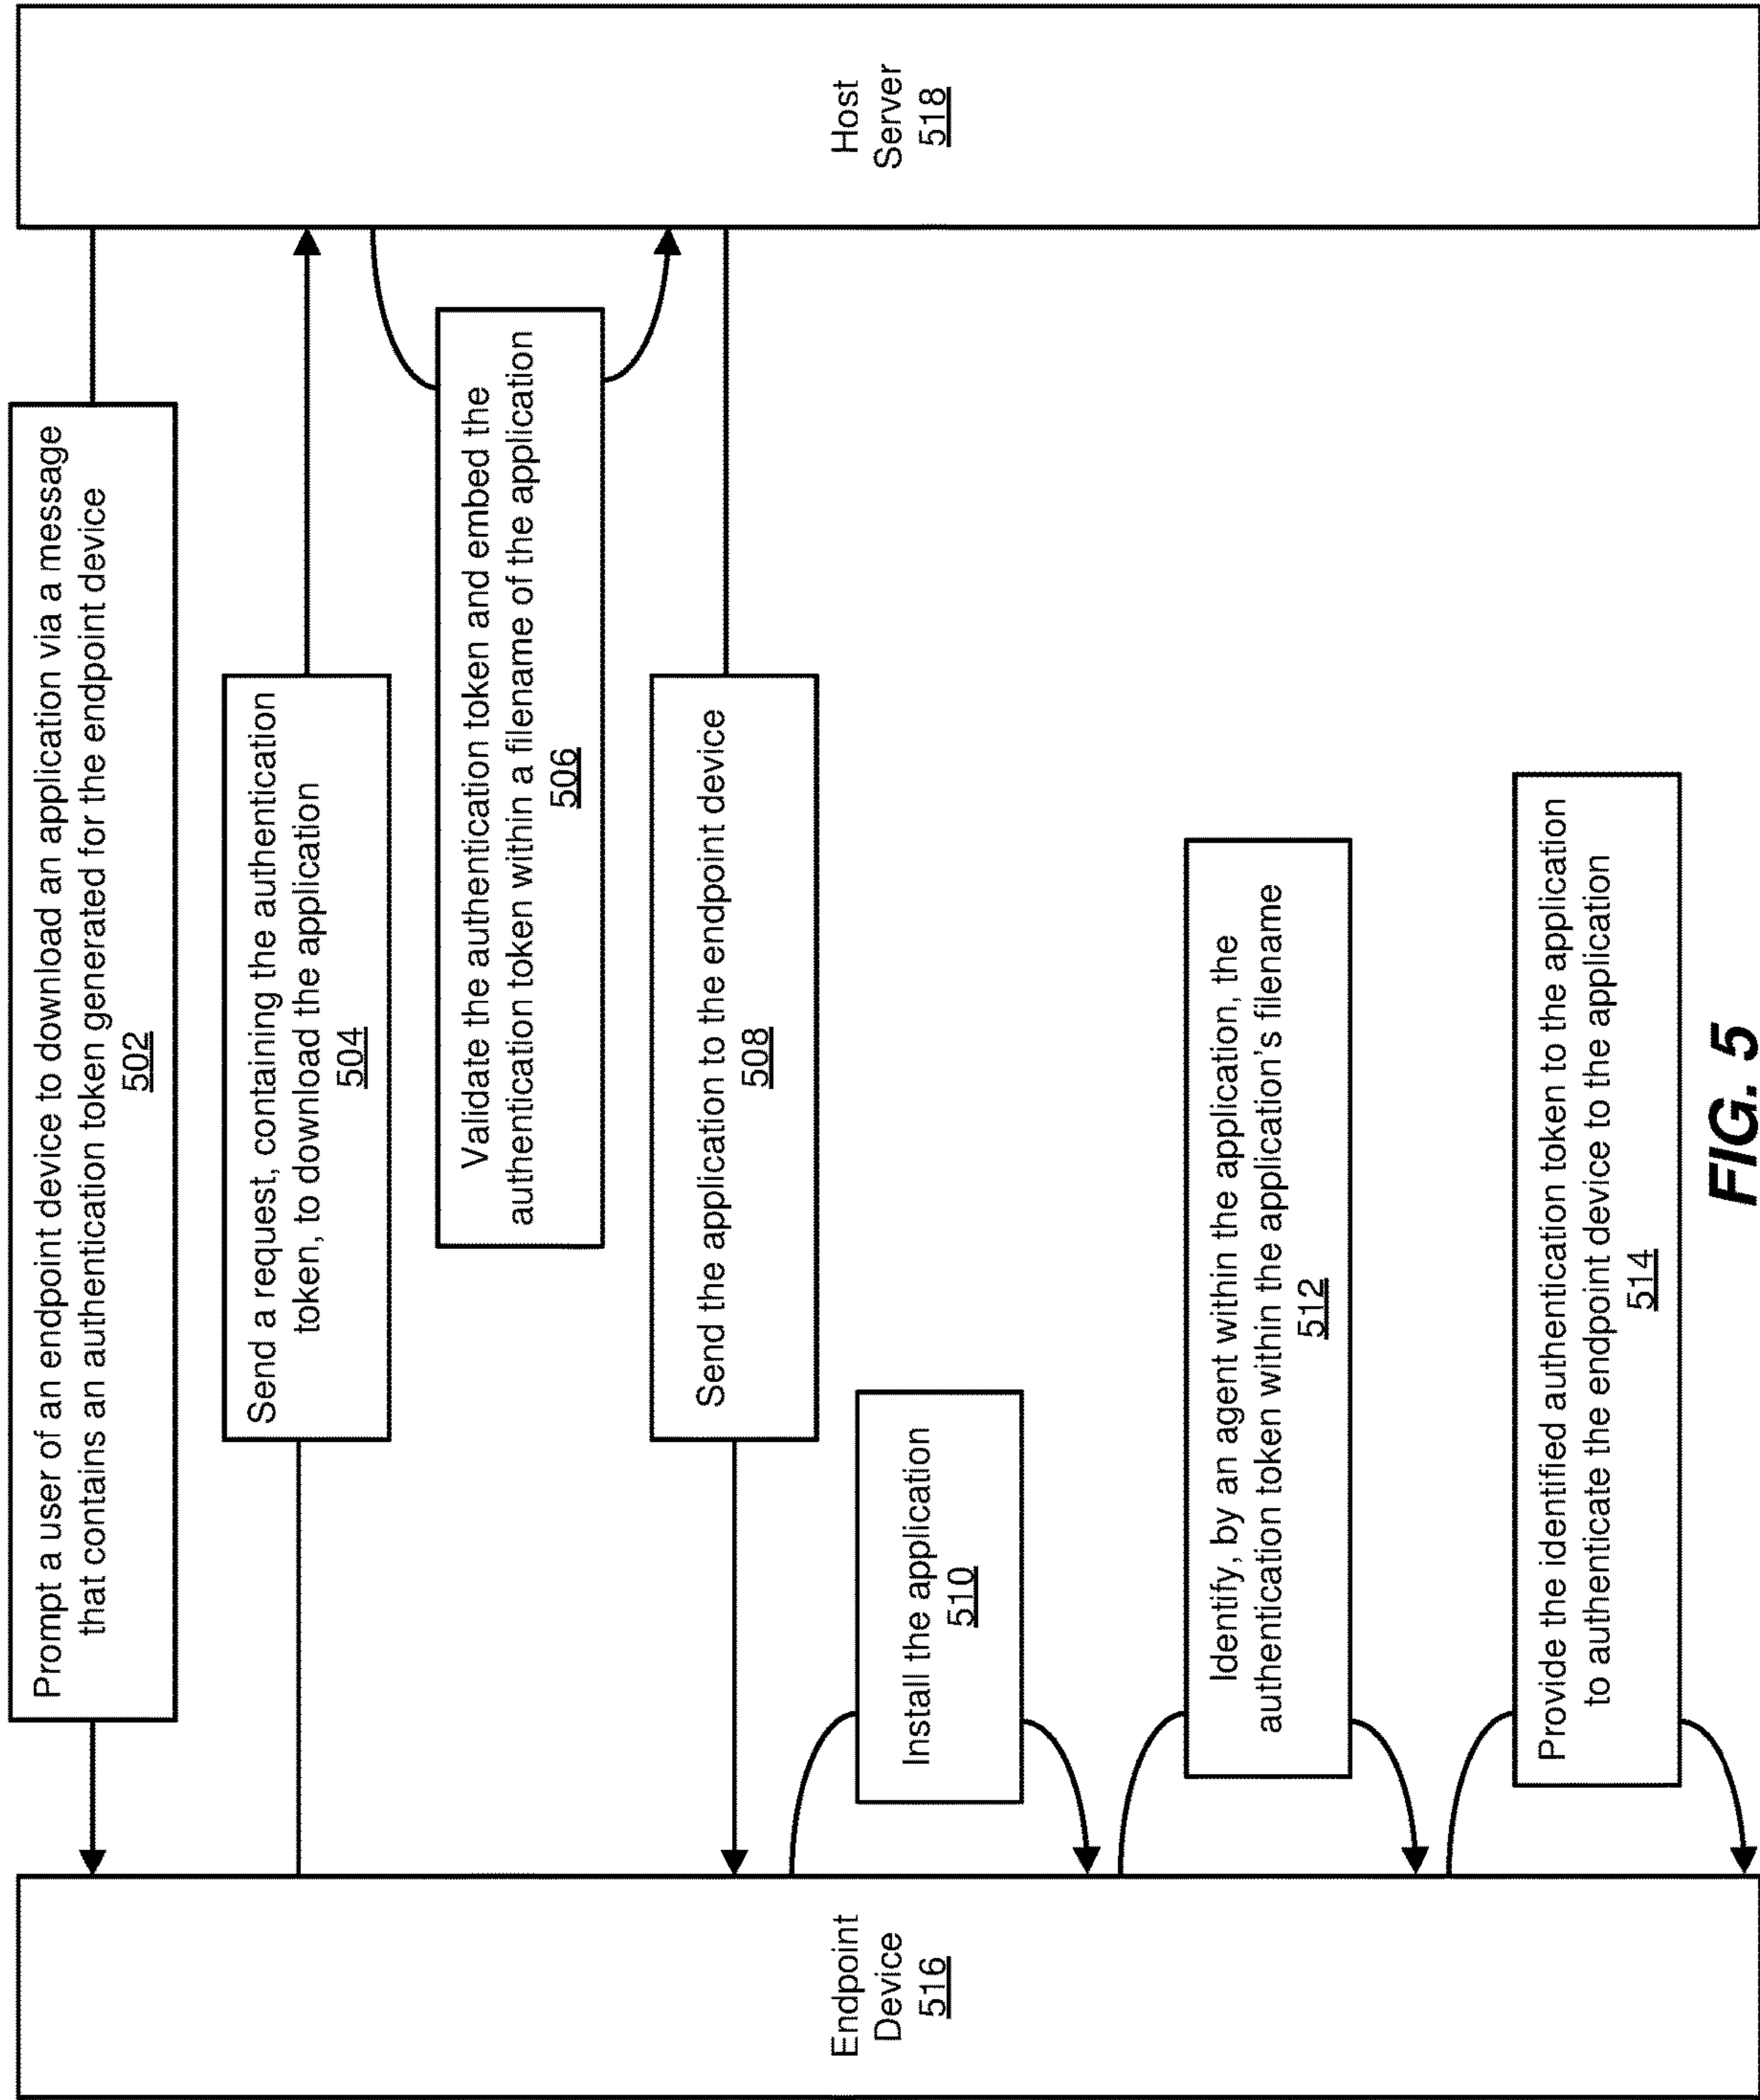 Prompt a user of an endpoint device to download an application via a message
that contains an authentication token generated for the endpoint device
502
Send a request, containing the authentication
token, to download the application
504
Validate the authentication token and embed the
authentication token within a filename of the application
506
Send the application to the endpoint device
508
Install the application
510
Identify, by an agent within the application, the
authentication token within the application's filename
512
Provide the identified authentication token to the application
to authenticate the endpoint device to the application
514
Endpoint
Device
516
Host
Server
518
FIG. 5